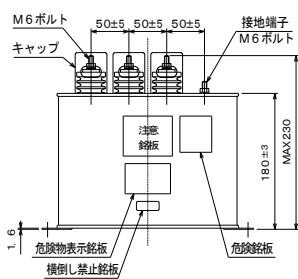 M6ボルト
50±5
50±5
50±5
接地端子
M6ボルト
キャップ
注意
銘板
180±3
MAX230
1.6
危険物表示銘板
危険銘板
横倒し禁止銘板